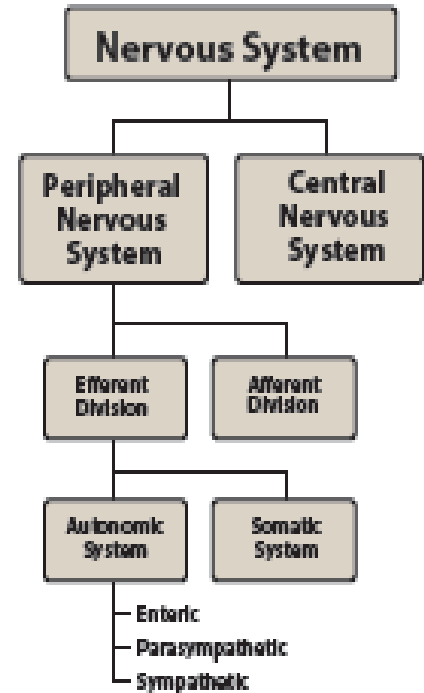 Nervous System
Peripheral
Nervous
System
Central
Nervous
System
Efferent
Division
Afferent
Division
Autonomic
System
Somatic
System
Enteric
Parasympathetic
Sympathetic